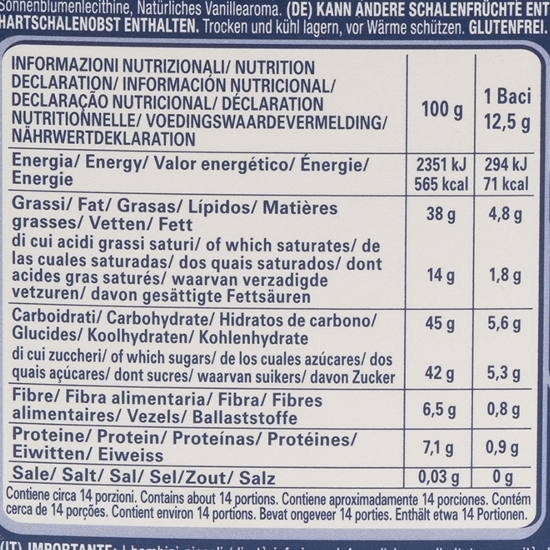 Sonnenblumenlecithine, Natürliches Vanillearoma. (DE) KANN ANDERE SCHALENFRÜCHTE ENT
HARTSCHALENOBST ENTHALTEN. Trocken und kühl lagern, vor Wärme schützen. GLUTENFREI.
INFORMAZIONI NUTRIZIONALI/ NUTRITION
DECLARATION/ INFORMACIÓN NUTRICIONAL/
DECLARAÇÃO NUTRICIONAL/ DÉCLARATION
NUTRITIONNELLE/ VOEDINGSWAARDEVERMELDING/
NÄHRWERTDEKLARATION
100 g
1 Baci
12,5 g
Energia/ Energy/ Valor energético/ Énergie/
Energie
2351 kJ 294 kJ
565 kcal 71 kcal
Grassi/ Fat/ Grasas/ Lípidos/ Matières
grasses/ Vetten/ Fett
38 g 4,8 g
di cui acidi grassi saturi/ of which saturates/ de
las cuales saturadas/ dos quais saturados/ dont
acides gras saturés/ waarvan verzadigde
vetzuren/ davon gesättigte Fettsäuren
14 g 1,8 g
Carboidrati/ Carbohydrate/ Hidratos de carbono/
Glucides/ Koolhydraten/ Kohlenhydrate
45 g 5,6 g
di cui zuccheri/ of which sugars/ de los cuales azúcares/ dos
quais açúcares/ dont sucres/ waarvan suikers/ davon Zucker
42 g 5,3 g
Fibre/ Fibra alimentaria/ Fibra/ Fibres
alimentaires/ Vezels/ Ballaststoffe
6,5 g 0,8 g
Proteine/ Protein/ Proteínas/ Protéines/
Eiwitten/ Eiweiss
7,1 g 0,9 g
Sale/ Salt/ Sal/ Sel/Zout/ Salz 0,03 g 0 g
Contiene circa 14 porzioni. Contains about 14 portions. Contiene aproximadamente 14 porciones. Contém
cerca de 14 porções. Contient environ 14 portions. Bevat ongeveer 14 porties. Enthält etwa 14 Portionen.
(IT) IMPORTANTE: